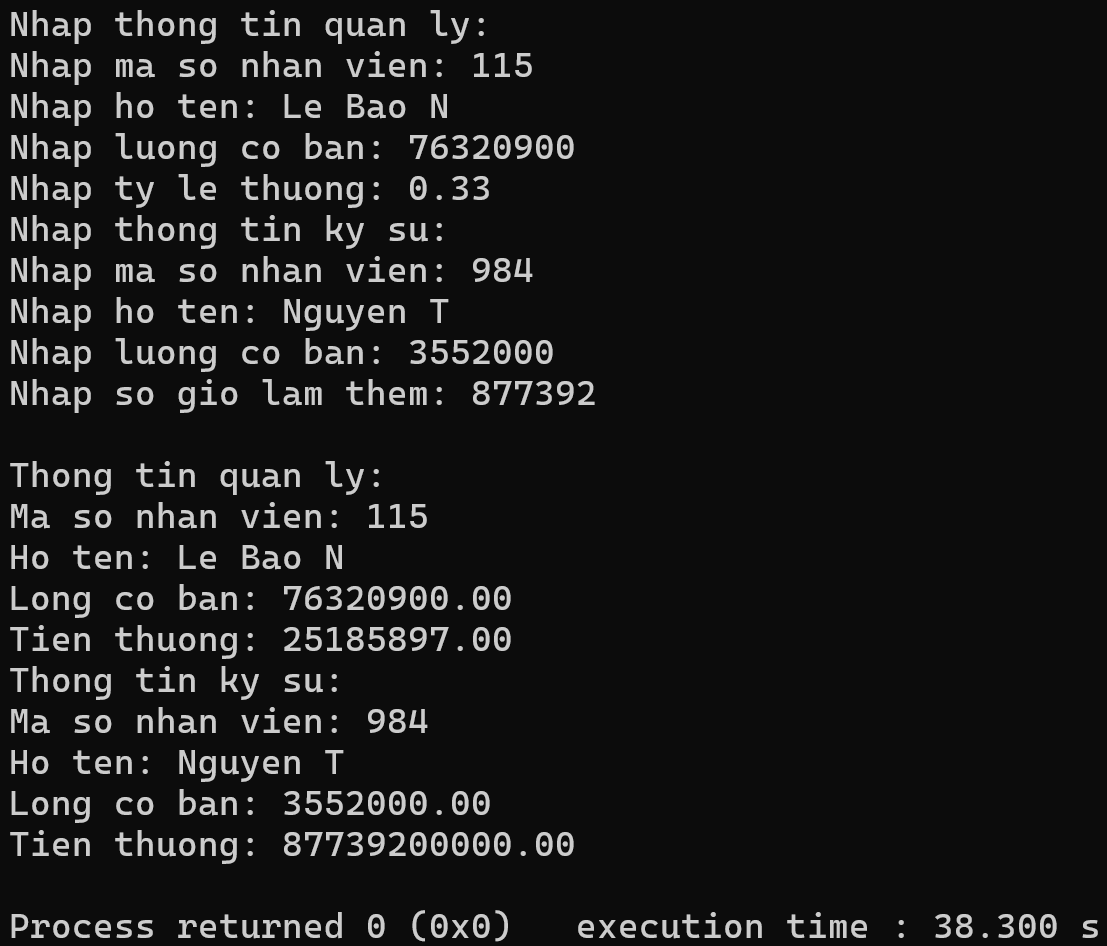 Nhap thong tin quan ly:
Nhap ma so nhan vien: 115
Nhap ho ten: Le Bao N
Nhap luong co ban: 76320900
Nhap ty le thuong: 0.33
Nhap thong tin ky su:
Nhap ma so nhan vien: 984
Nhap ho ten: Nguyen T
Nhap luong co ban: 3552000
Nhap so gio lam them: 877392
Thong tin quan ly:
Ma so nhan vien: 115
Ho ten: Le Bao N
Long co ban: 76320900.00
Tien thuong: 25185897.00
Thong tin ky su:
Ma so nhan vien: 984
Ho ten: Nguyen T
Long co ban: 3552000.00
Tien thuong: 87739200000.00
Process returned 0 (0x0)   execution time : 38.300 s